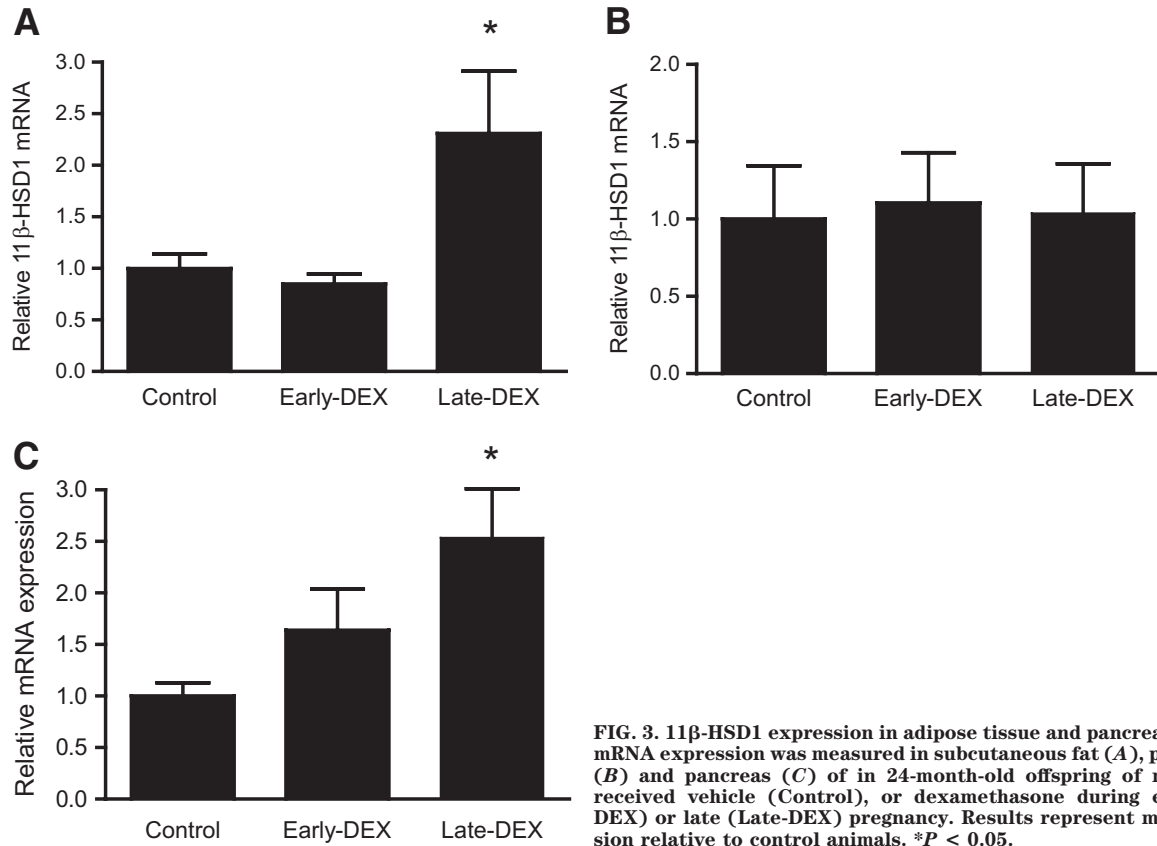 A
*
Relative 11β-HSD1 mRNA
3.0
2.5
2.0
1.5
1.0
0.5
0.0
Control Early-DEX Late-DEX
B
Relative 11β-HSD1 mRNA
2.0
1.5
1.0
0.5
0.0
Control Early-DEX Late-DEX
C
*
Relative mRNA expression
3.0
2.5
2.0
1.5
1.0
0.5
0.0
Control Early-DEX Late-DEX
FIG. 3. 11β-HSD1 expression in adipose tissue and
mRNA expression was measured in subcutaneous fat (A),
(B) and pancreas (C) of in 24-month-old offspring of
received vehicle (Control), or dexamethasone during
DEX) or late (Late-DEX) pregnancy. Results represent
sion relative to control animals. *P < 0.05.